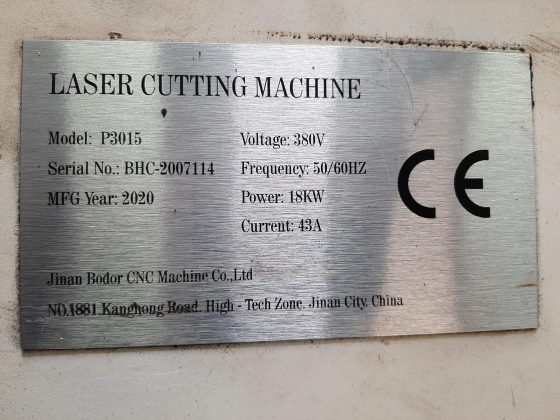 LASER CUTTING MACHINE
Model: P3015 Voltage: 380V
Serial No.: BHC-2007114 Frequency: 50/60HZ
MFG Year: 2020 Power: 18KW
Current: 43A
CE
Jinan Bodor CNC Machine Co.,Ltd
NO.1881 Kanghong Road. High - Tech Zone. Jinan City. China